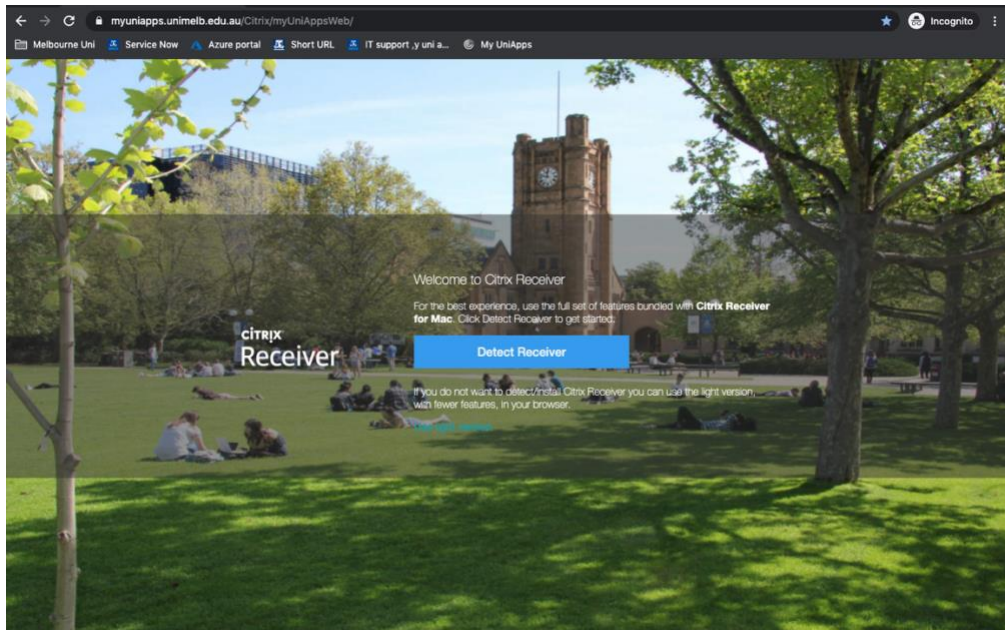 myuniapps.unimelb.edu.au/Citrix/myUniAppsWeb/
Incognito
Melbourne Uni Service Now Azure portal Short URL IT support ,y uni a... My UniApps
Welcome to Citrix Receiver
For the best experience, use the full set of features bundled with Citrix Receiver
for Mac. Click Detect Receiver to get started.
CİTRIX
Receiver
Detect Receiver
If you do not want to detect/install Citrix Receiver you can use the light version,
with fewer features, in your browser.